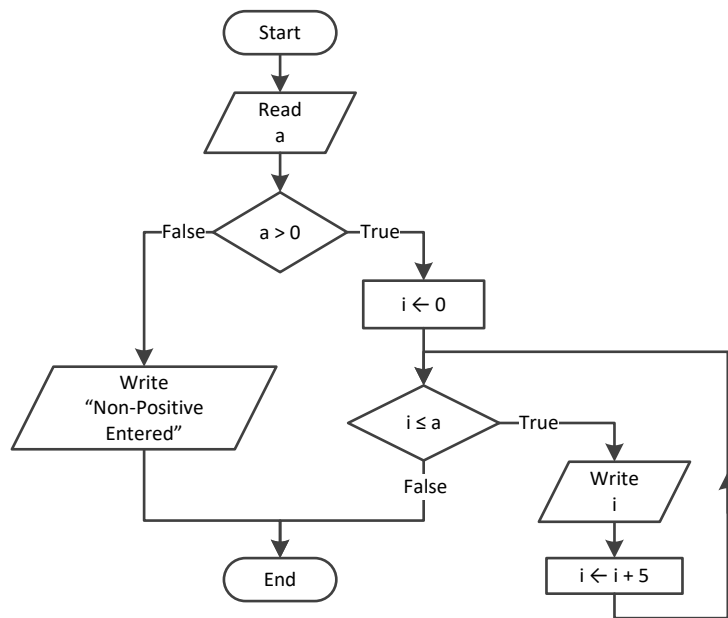 Start
Read
a
a > 0
False
True
i ← 0
Write
“Non-Positive
Entered”
i ≤ a
True
False
Write
i
i ← i + 5
End